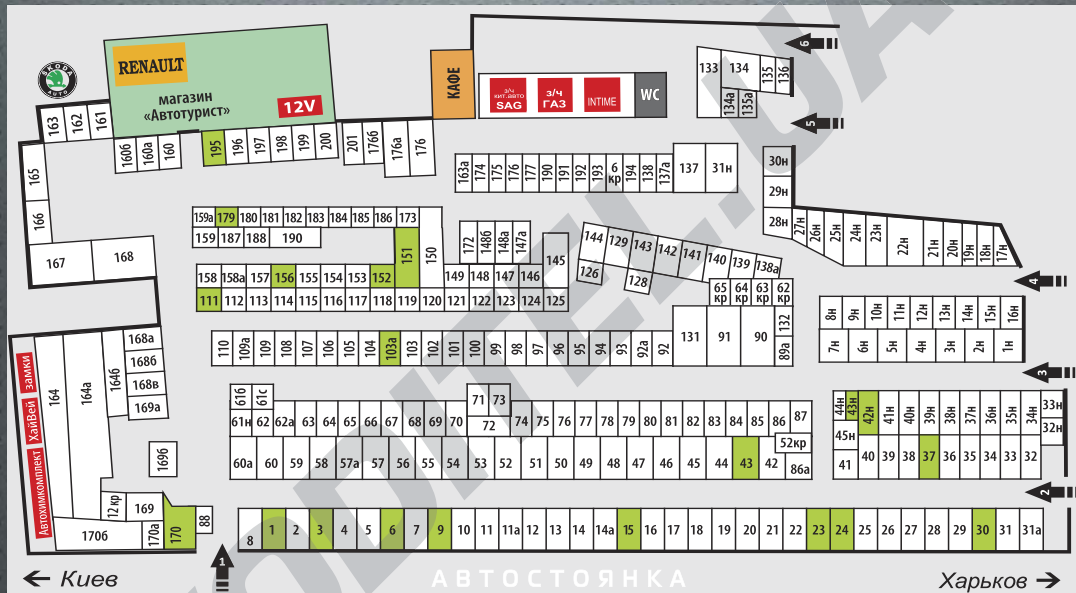 SKODA
AUTO
RENAULT
магазин
«Автотурист»
12V
КАФЕ
з/ч
кит.авто
SAG
з/ч
ГАЗ
INTIME
WC
133 134 135 136
134а 135а
6
5
163 162 161
160б 160а 160 195 196 197 198 199 200 201 176б 176а 176
165
166
167 168
163а 174 175 176 177 190 191 192 193 6 кр 194 138 137а 137 31н
30н
29н
28н 27н 26н 25н 24н 23н 22н 21н 20н 19н 18н 17н
159а 179 180 181 182 183 184 185 186 173
159 187 188 190 151 150
172 148б 148а 147а 145
144 129 143 142 141 140 139 138а
126 128
158 158а 157 156 155 154 153 152 149 148 147 146
111 112 113 114 115 116 117 118 119 120 121 122 123 124 125
65 кр 64 кр 63 кр 62 кр
4
110 109а 109 108 107 106 105 104 103а 103 102 101 100 99 98 97 96 95 94 93 92а 92 131 91 90 132 89а
8н 9н 10н 11н 12н 13н 14н 15н 16н
7н 6н 5н 4н 3н 2н 1н
3
замки
ХайВей
Автохимкомплект
164 164а 164б
168а
168б
168в
169а
169б
61б 61с 71 73
61н 62 62а 63 64 65 66 67 68 69 70 72 74 75 76 77 78 79 80 81 82 83 84 85 86 87
52кр
60а 60 59 58 57а 57 56 55 54 53 52 51 50 49 48 47 46 45 44 43 42 86а
44н 43н 42н 41н 40н 39н 38н 37н 36н 35н 34н 33н
45н 32н
41 40 39 38 37 36 35 34 33 32
2
12 кр 169
170б 170а 170 88
8 1 2 3 4 5 6 7 9 10 11 11а 12 13 14 14а 15 16 17 18 19 20 21 22 23 24 25 26 27 28 29 30 31 31а
1
Киев
АВТОСТОЯНКА
Харьков